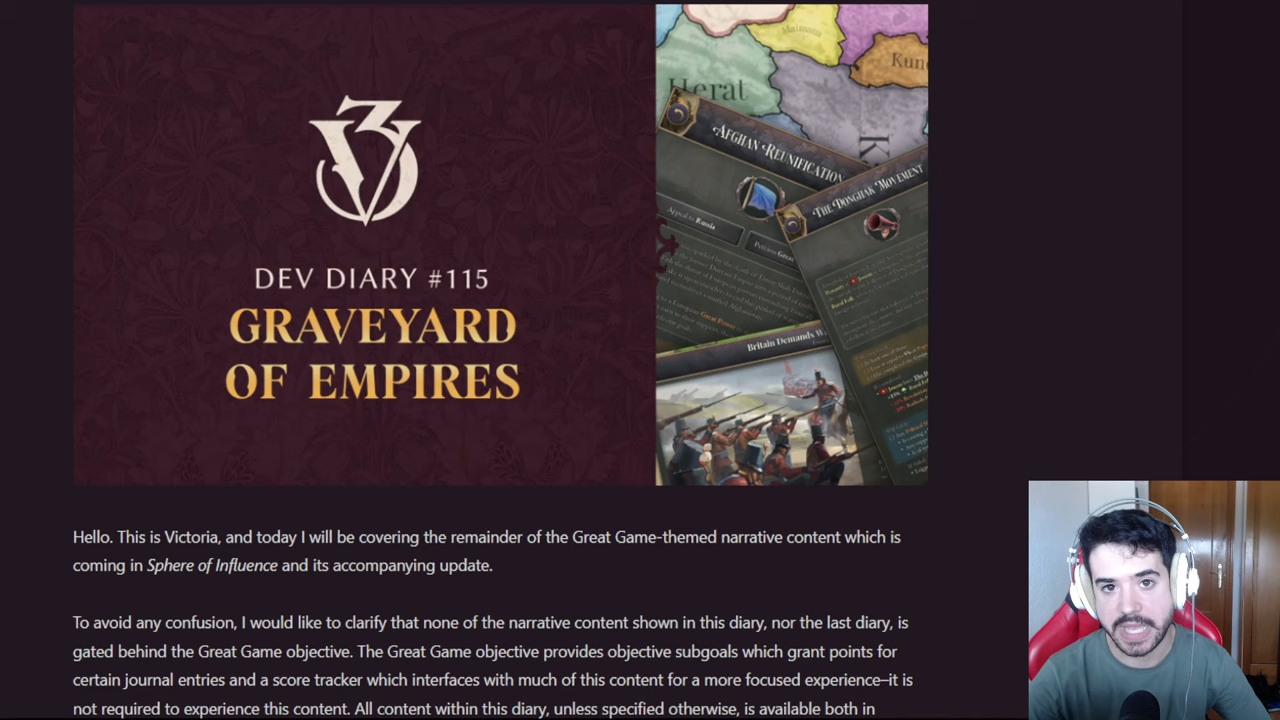 Maimana
Herat
Kun
K
AFGHAN REUNIFICATION
THE DONGHAK MOVEMENT
Appeal to Russia
Britain Demands W
V3
DEV DIARY #115
GRAVEYARD
OF EMPIRES
Hello. This is Victoria, and today I will be covering the remainder of the Great Game-themed narrative content which is
coming in Sphere of Influence and its accompanying update.
To avoid any confusion, I would like to clarify that none of the narrative content shown in this diary, nor the last diary, is
gated behind the Great Game objective. The Great Game objective provides objective subgoals which grant points for
certain journal entries and a score tracker which interfaces with much of this content for a more focused experience–it is
not required to experience this content. All content within this diary, unless specified otherwise, is available both in